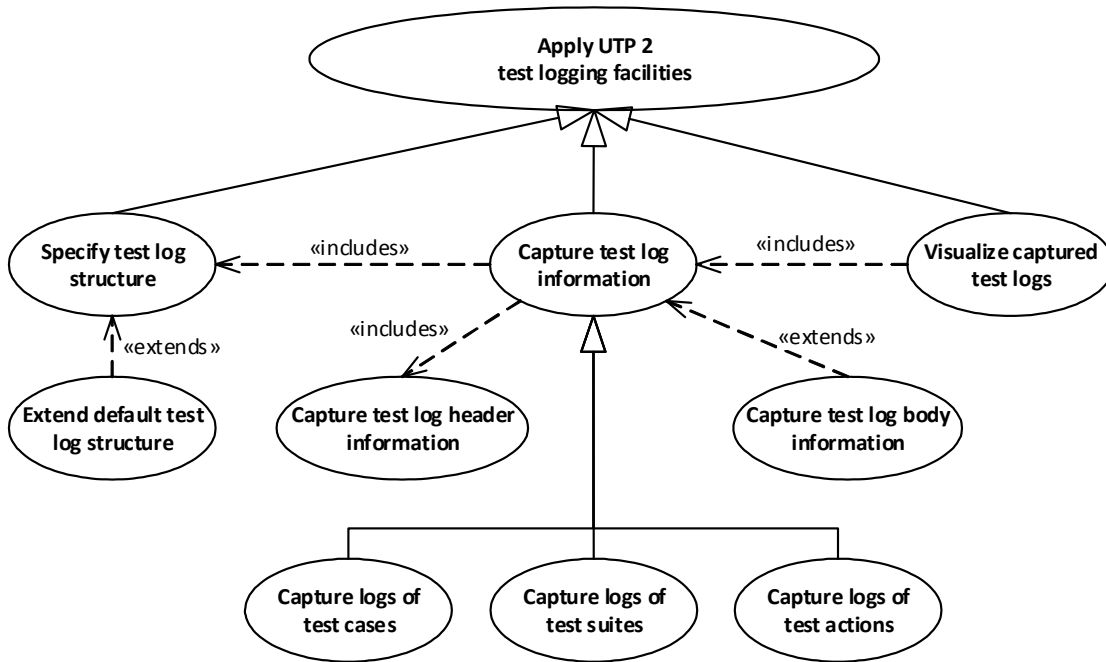 Apply UTP 2
test logging facilities
Specify test log
structure
«includes»
Capture test log
information
«includes»
Visualize captured
test logs
«extends»
«includes»
«extends»
Extend default test
log structure
Capture test log header
information
Capture test log body
information
Capture logs of
test cases
Capture logs of
test suites
Capture logs of
test actions